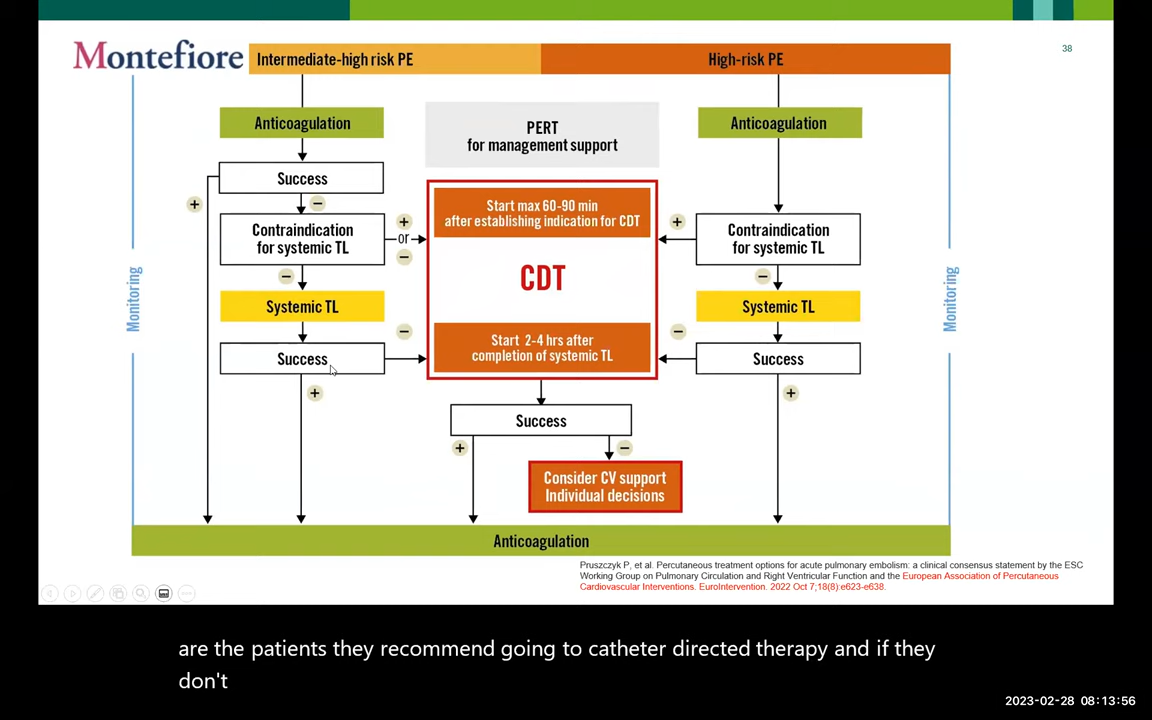 Montefiore
Intermediate-high risk PE
High-risk PE
38
Anticoagulation
PERT
for management support
Anticoagulation
Success
+
−
Contraindication
for systemic TL
+
or
−
Start max 60-90 min
after establishing indication for CDT
+
Contraindication
for systemic TL
Monitoring
CDT
Monitoring
−
−
Systemic TL
Systemic TL
−
Start 2-4 hrs after
completion of systemic TL
−
Success
Success
+
+
Success
+
−
Consider CV support
Individual decisions
Anticoagulation
Pruszczyk P, et al. Percutaneous treatment options for acute pulmonary embolism: a clinical consensus statement by the ESC
Working Group on Pulmonary Circulation and Right Ventricular Function and the European Association of Percutaneous
Cardiovascular Interventions. EuroIntervention. 2022 Oct 7;18(8):e623-e638.
are the patients they recommend going to catheter directed therapy and if they
don't
2023-02-28 08:13:56